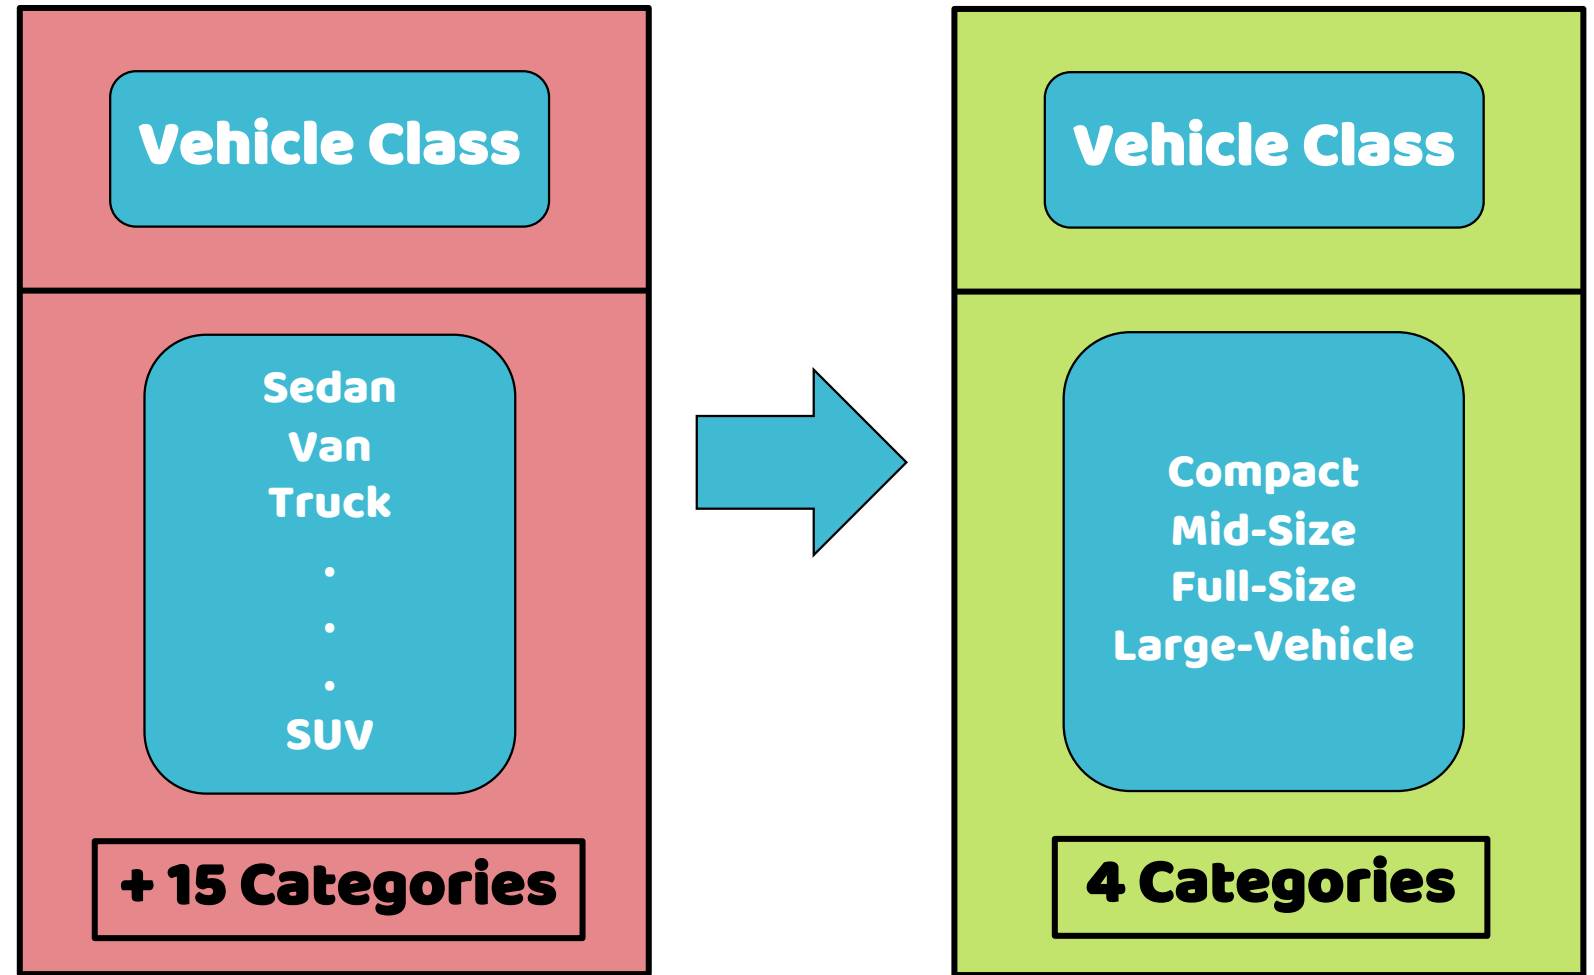 Vehicle Class
Sedan
Van
Truck
.
.
.
SUV
+ 15 Categories
Vehicle Class
Compact
Mid-Size
Full-Size
Large-Vehicle
4 Categories